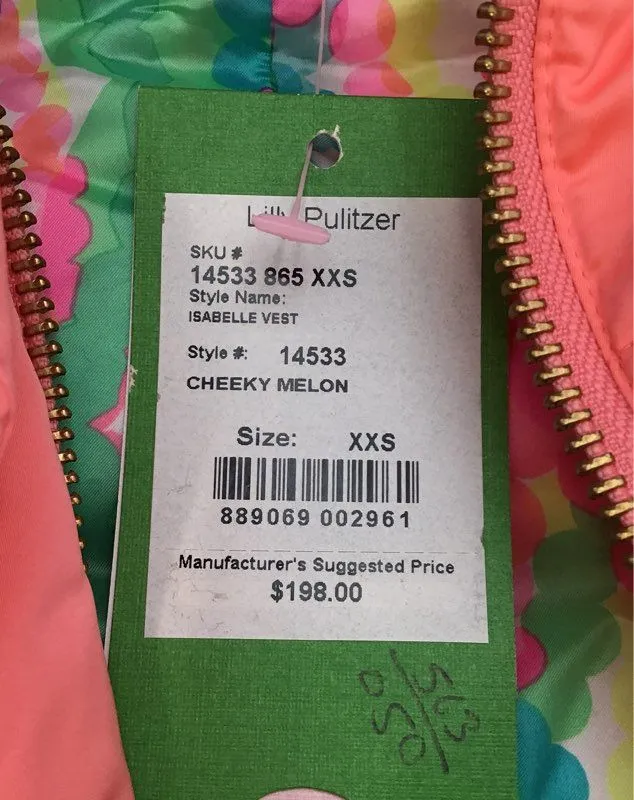 Lilly Pulitzer
SKU #
14533 865 XXS
Style Name:
ISABELLE VEST
Style #: 14533
CHEEKY MELON
Size: XXS
889069 002961
Manufacturer's Suggested Price
$198.00